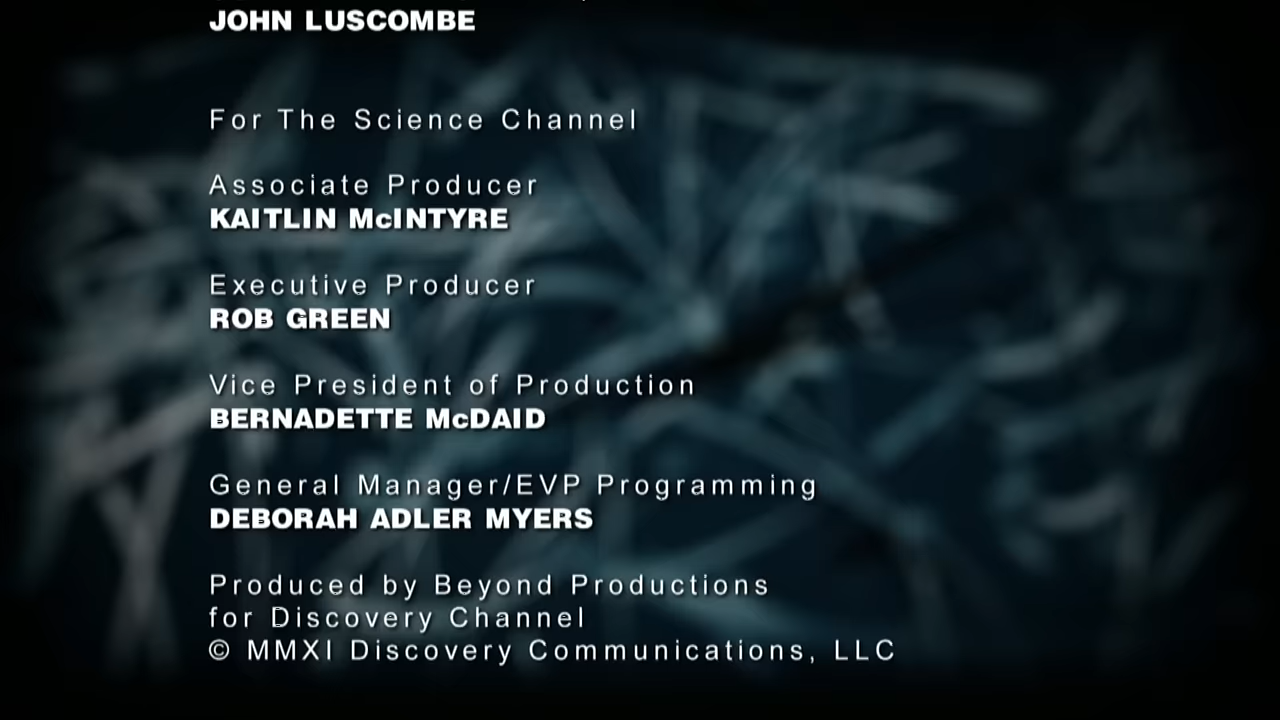 JOHN LUSCOMBE
For The Science Channel
Associate Producer
KAITLIN McINTYRE
Executive Producer
ROB GREEN
Vice President of Production
BERNADETTE McDAID
General Manager/EVP Programming
DEBORAH ADLER MYERS
Produced by Beyond Productions
for Discovery Channel
© MMXI Discovery Communications, LLC